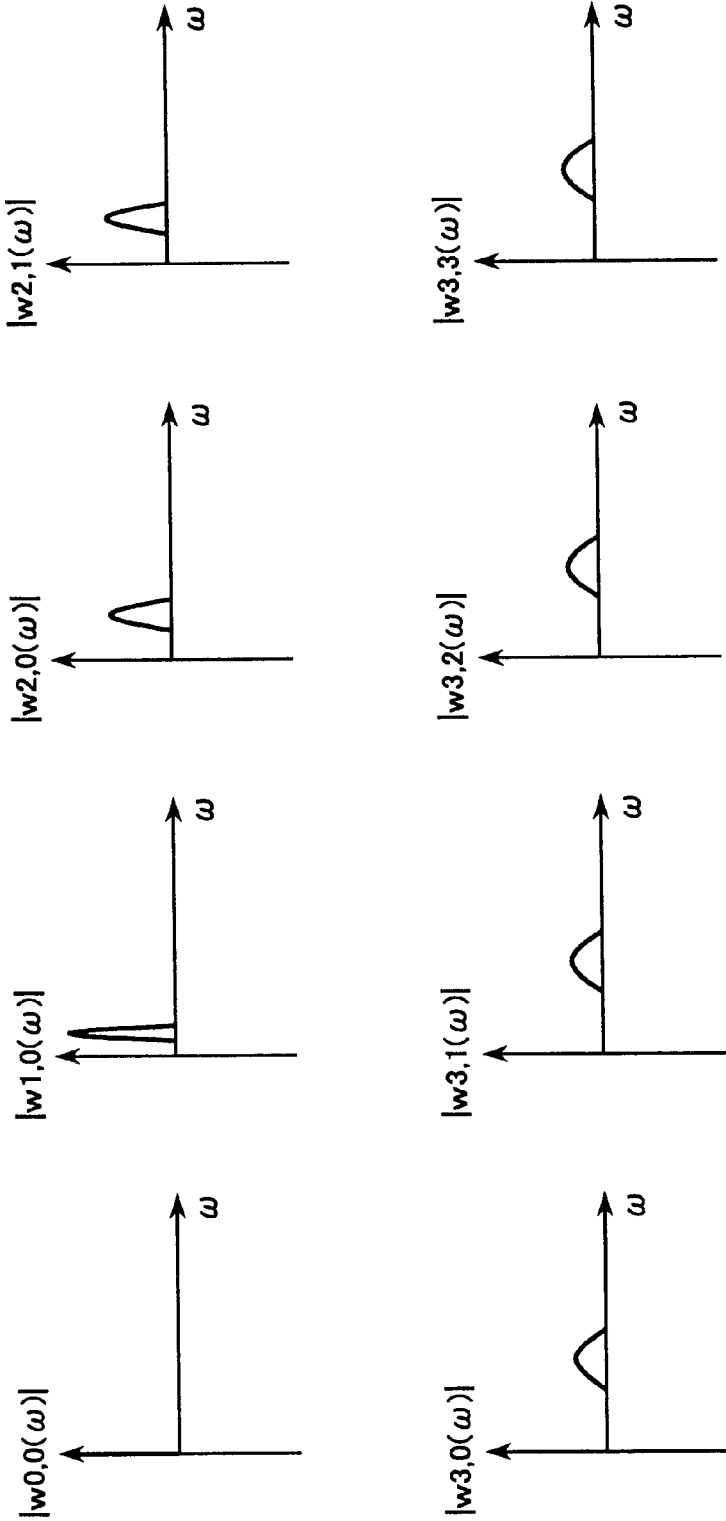 |w0,0(ω)|
ω
|w1,0(ω)|
ω
|w2,0(ω)|
ω
|w2,1(ω)|
ω
|w3,0(ω)|
ω
|w3,1(ω)|
ω
|w3,2(ω)|
ω
|w3,3(ω)|
ω